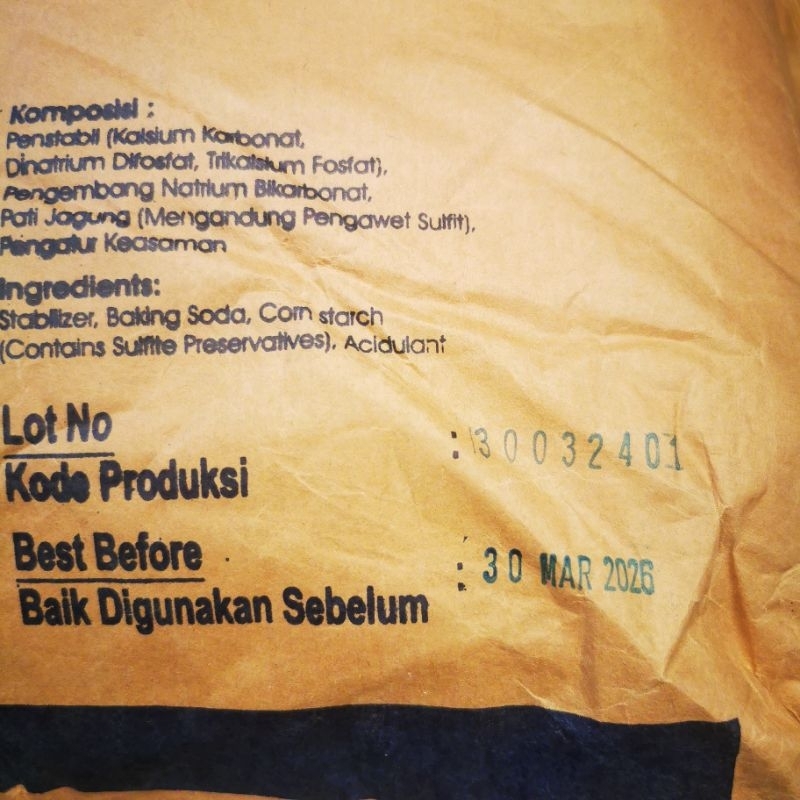 Komposisi :
Penstabil (Kalsium Karbonat,
Dinatrium Difosfat, Trikalsium Fosfat),
Pengembang Natrium Bikarbonat,
Pati Jagung (Mengandung Pengawet Sulfit),
Pengatur Keasaman
Ingredients:
Stabilizer, Baking Soda, Corn starch
(Contains Sulfite Preservatives), Acidulant
Lot No
: 30032401
Kode Produksi
Best Before
: 30 MAR 2026
Baik Digunakan Sebelum